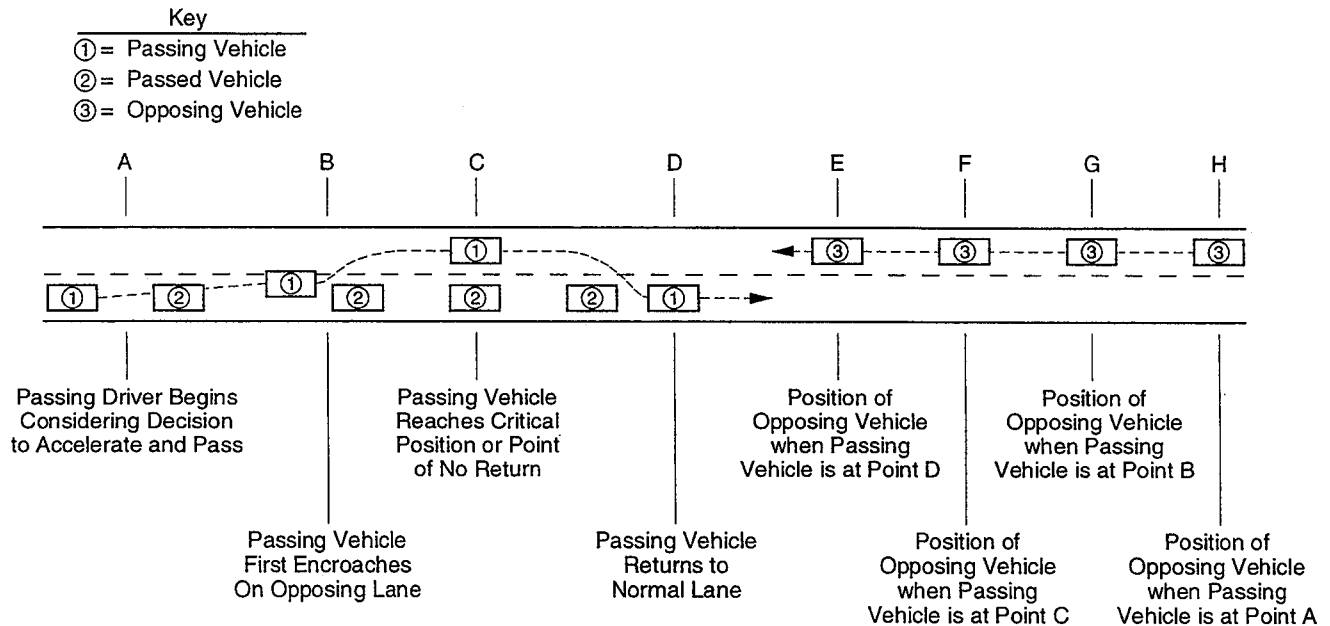 Key
①= Passing Vehicle
②= Passed Vehicle
③= Opposing Vehicle
A B C D E F G H
① ③ ③ ③ ③
① ② ① ② ② ② ①
Passing Driver Begins
Considering Decision
to Accelerate and Pass
Passing Vehicle
First Encroaches
On Opposing Lane
Passing Vehicle
Reaches Critical
Position or Point
of No Return
Passing Vehicle
Returns to
Normal Lane
Position of
Opposing Vehicle
when Passing
Vehicle is at Point D
Position of
Opposing Vehicle
when Passing
Vehicle is at Point C
Position of
Opposing Vehicle
when Passing
Vehicle is at Point B
Position of
Opposing Vehicle
when Passing
Vehicle is at Point A